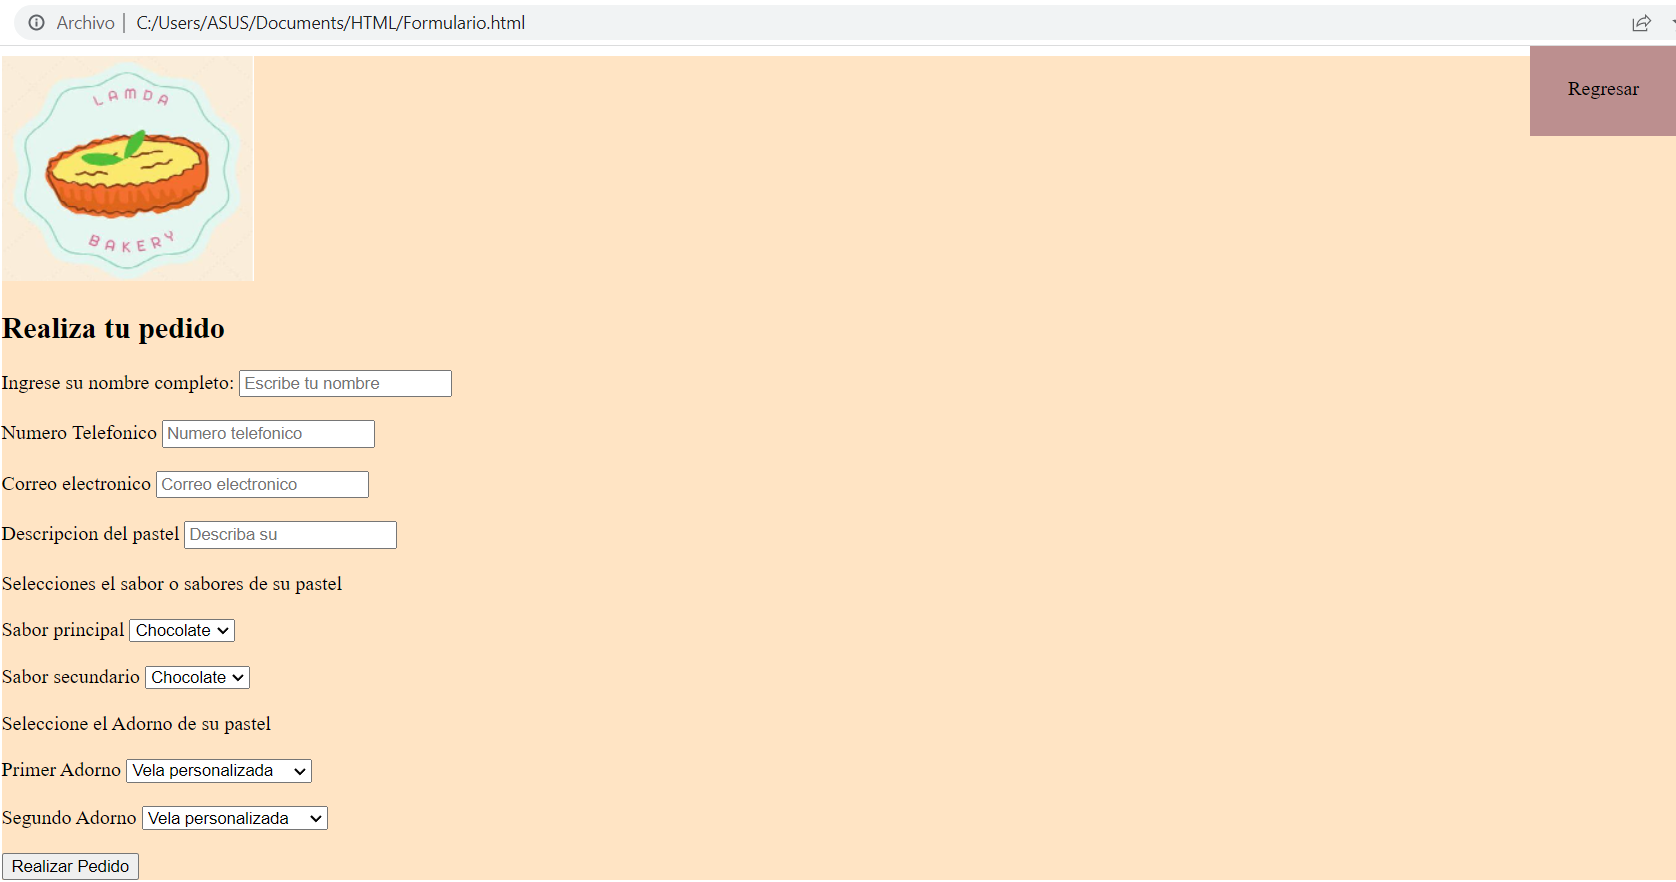 Archivo | C:/Users/ASUS/Documents/HTML/Formulario.html
Regresar
LAMDA
BAKERY
Realiza tu pedido
Ingrese su nombre completo: Escribe tu nombre
Numero Telefonico Numero telefonico
Correo electronico Correo electronico
Descripcion del pastel Describa su
Selecciones el sabor o sabores de su pastel
Sabor principal Chocolate
Sabor secundario Chocolate
Seleccione el Adorno de su pastel
Primer Adorno Vela personalizada
Segundo Adorno Vela personalizada
Realizar Pedido